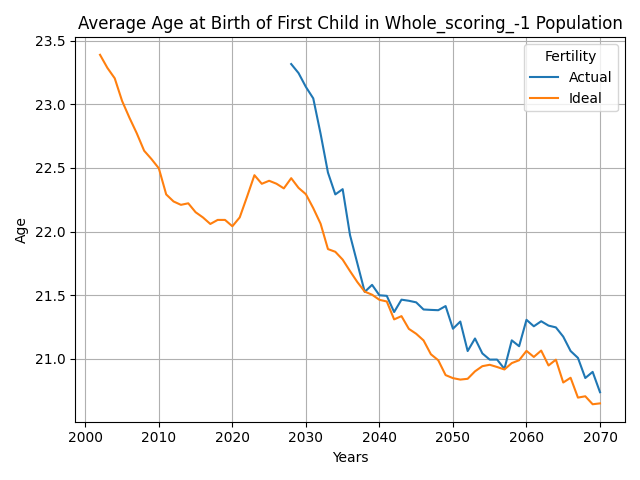 Average Age at Birth of First Child in Whole_scoring_-1 Population
Fertility
Actual
Ideal
Age
23.5
23.0
22.5
22.0
21.5
21.0
2000
2010
2020
2030
2040
2050
2060
2070
Years